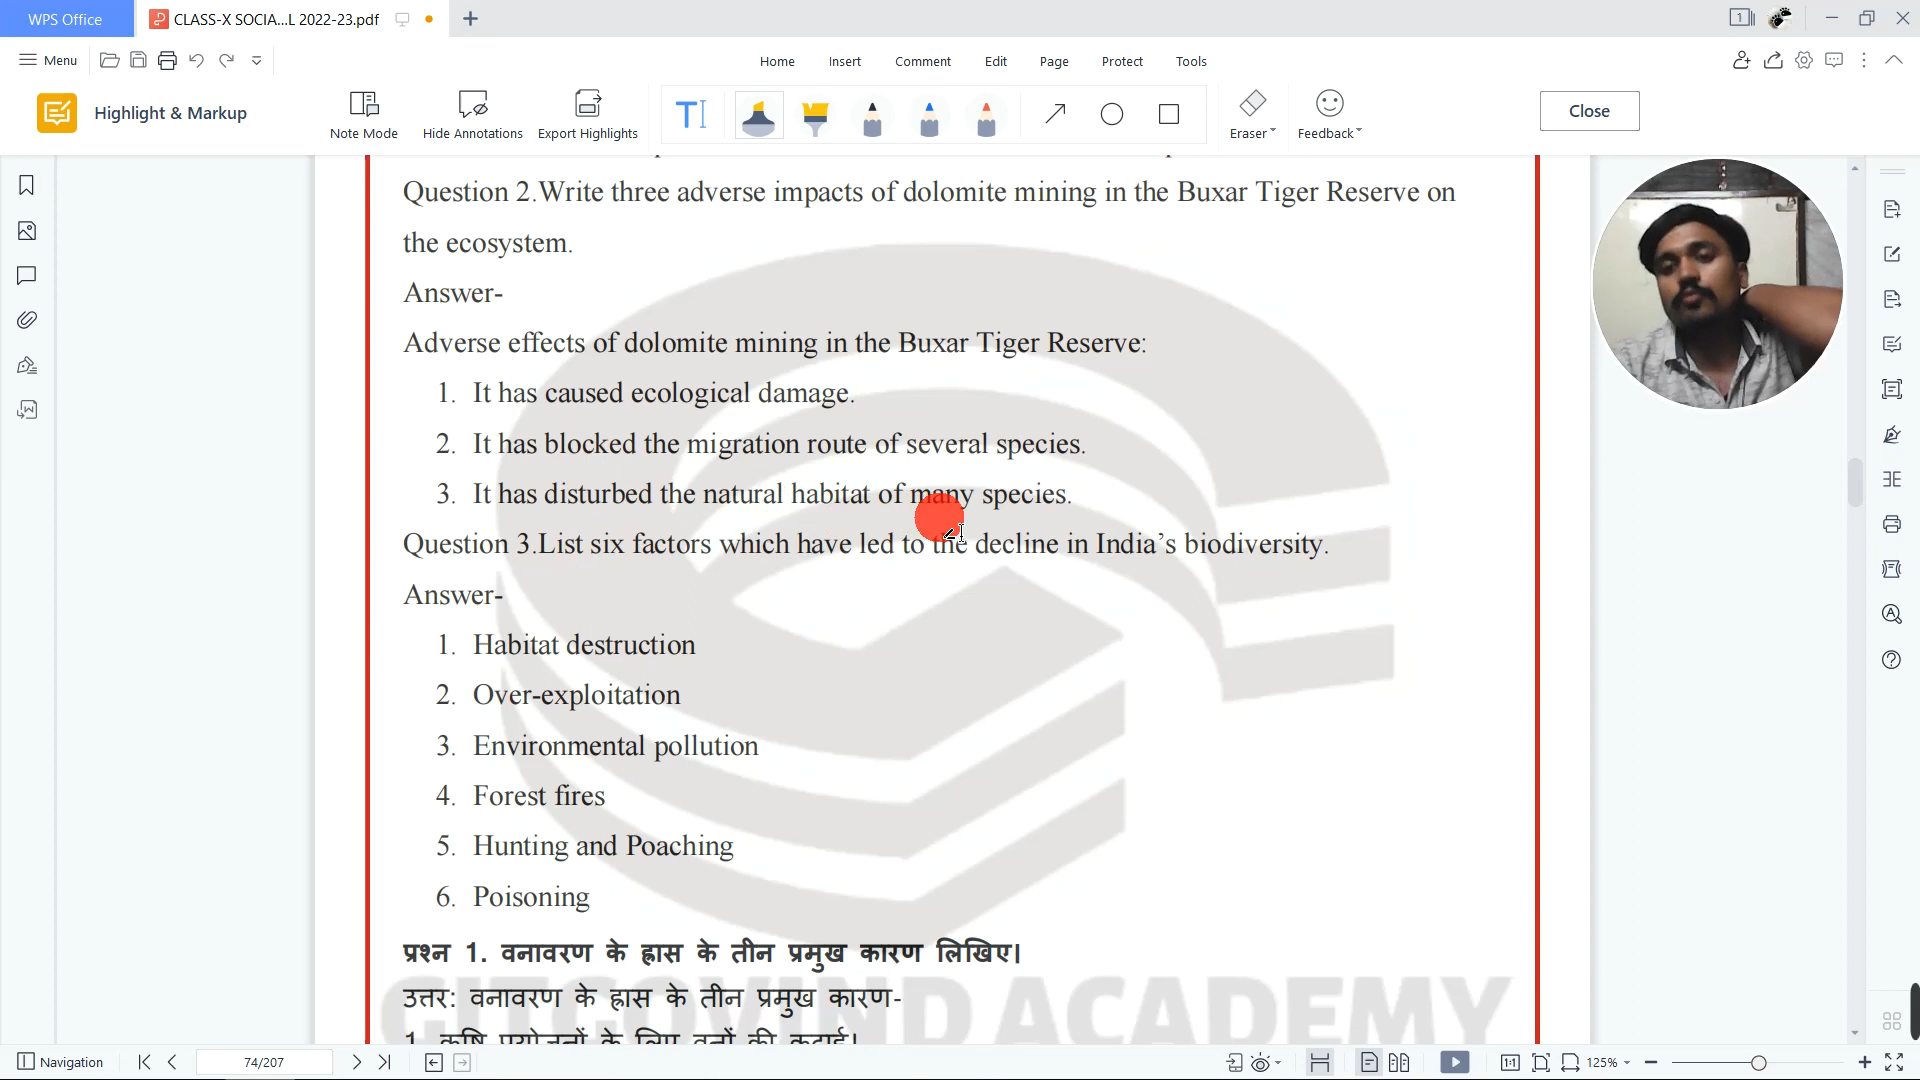 WPS Office
CLASS-X SOCIA...L 2022-23.pdf
Menu
Home Insert Comment Edit Page Protect Tools
Highlight & Markup
Note Mode Hide Annotations Export Highlights Eraser Feedback Close
Question 2.Write three adverse impacts of dolomite mining in the Buxar Tiger Reserve on
the ecosystem.
Answer-
Adverse effects of dolomite mining in the Buxar Tiger Reserve:
1. It has caused ecological damage.
2. It has blocked the migration route of several species.
3. It has disturbed the natural habitat of many species.
Question 3.List six factors which have led to the decline in India’s biodiversity.
Answer-
1. Habitat destruction
2. Over-exploitation
3. Environmental pollution
4. Forest fires
5. Hunting and Poaching
6. Poisoning
प्रश्न 1. वनावरण के ह्रास के तीन प्रमुख कारण लिखिए।
उत्तर: वनावरण के ह्रास के तीन प्रमुख कारण-
GITGOVIND ACADEMY
1. कृषि प्रयोजनों के लिए वनों की कटाई।
Navigation 74/207 125%